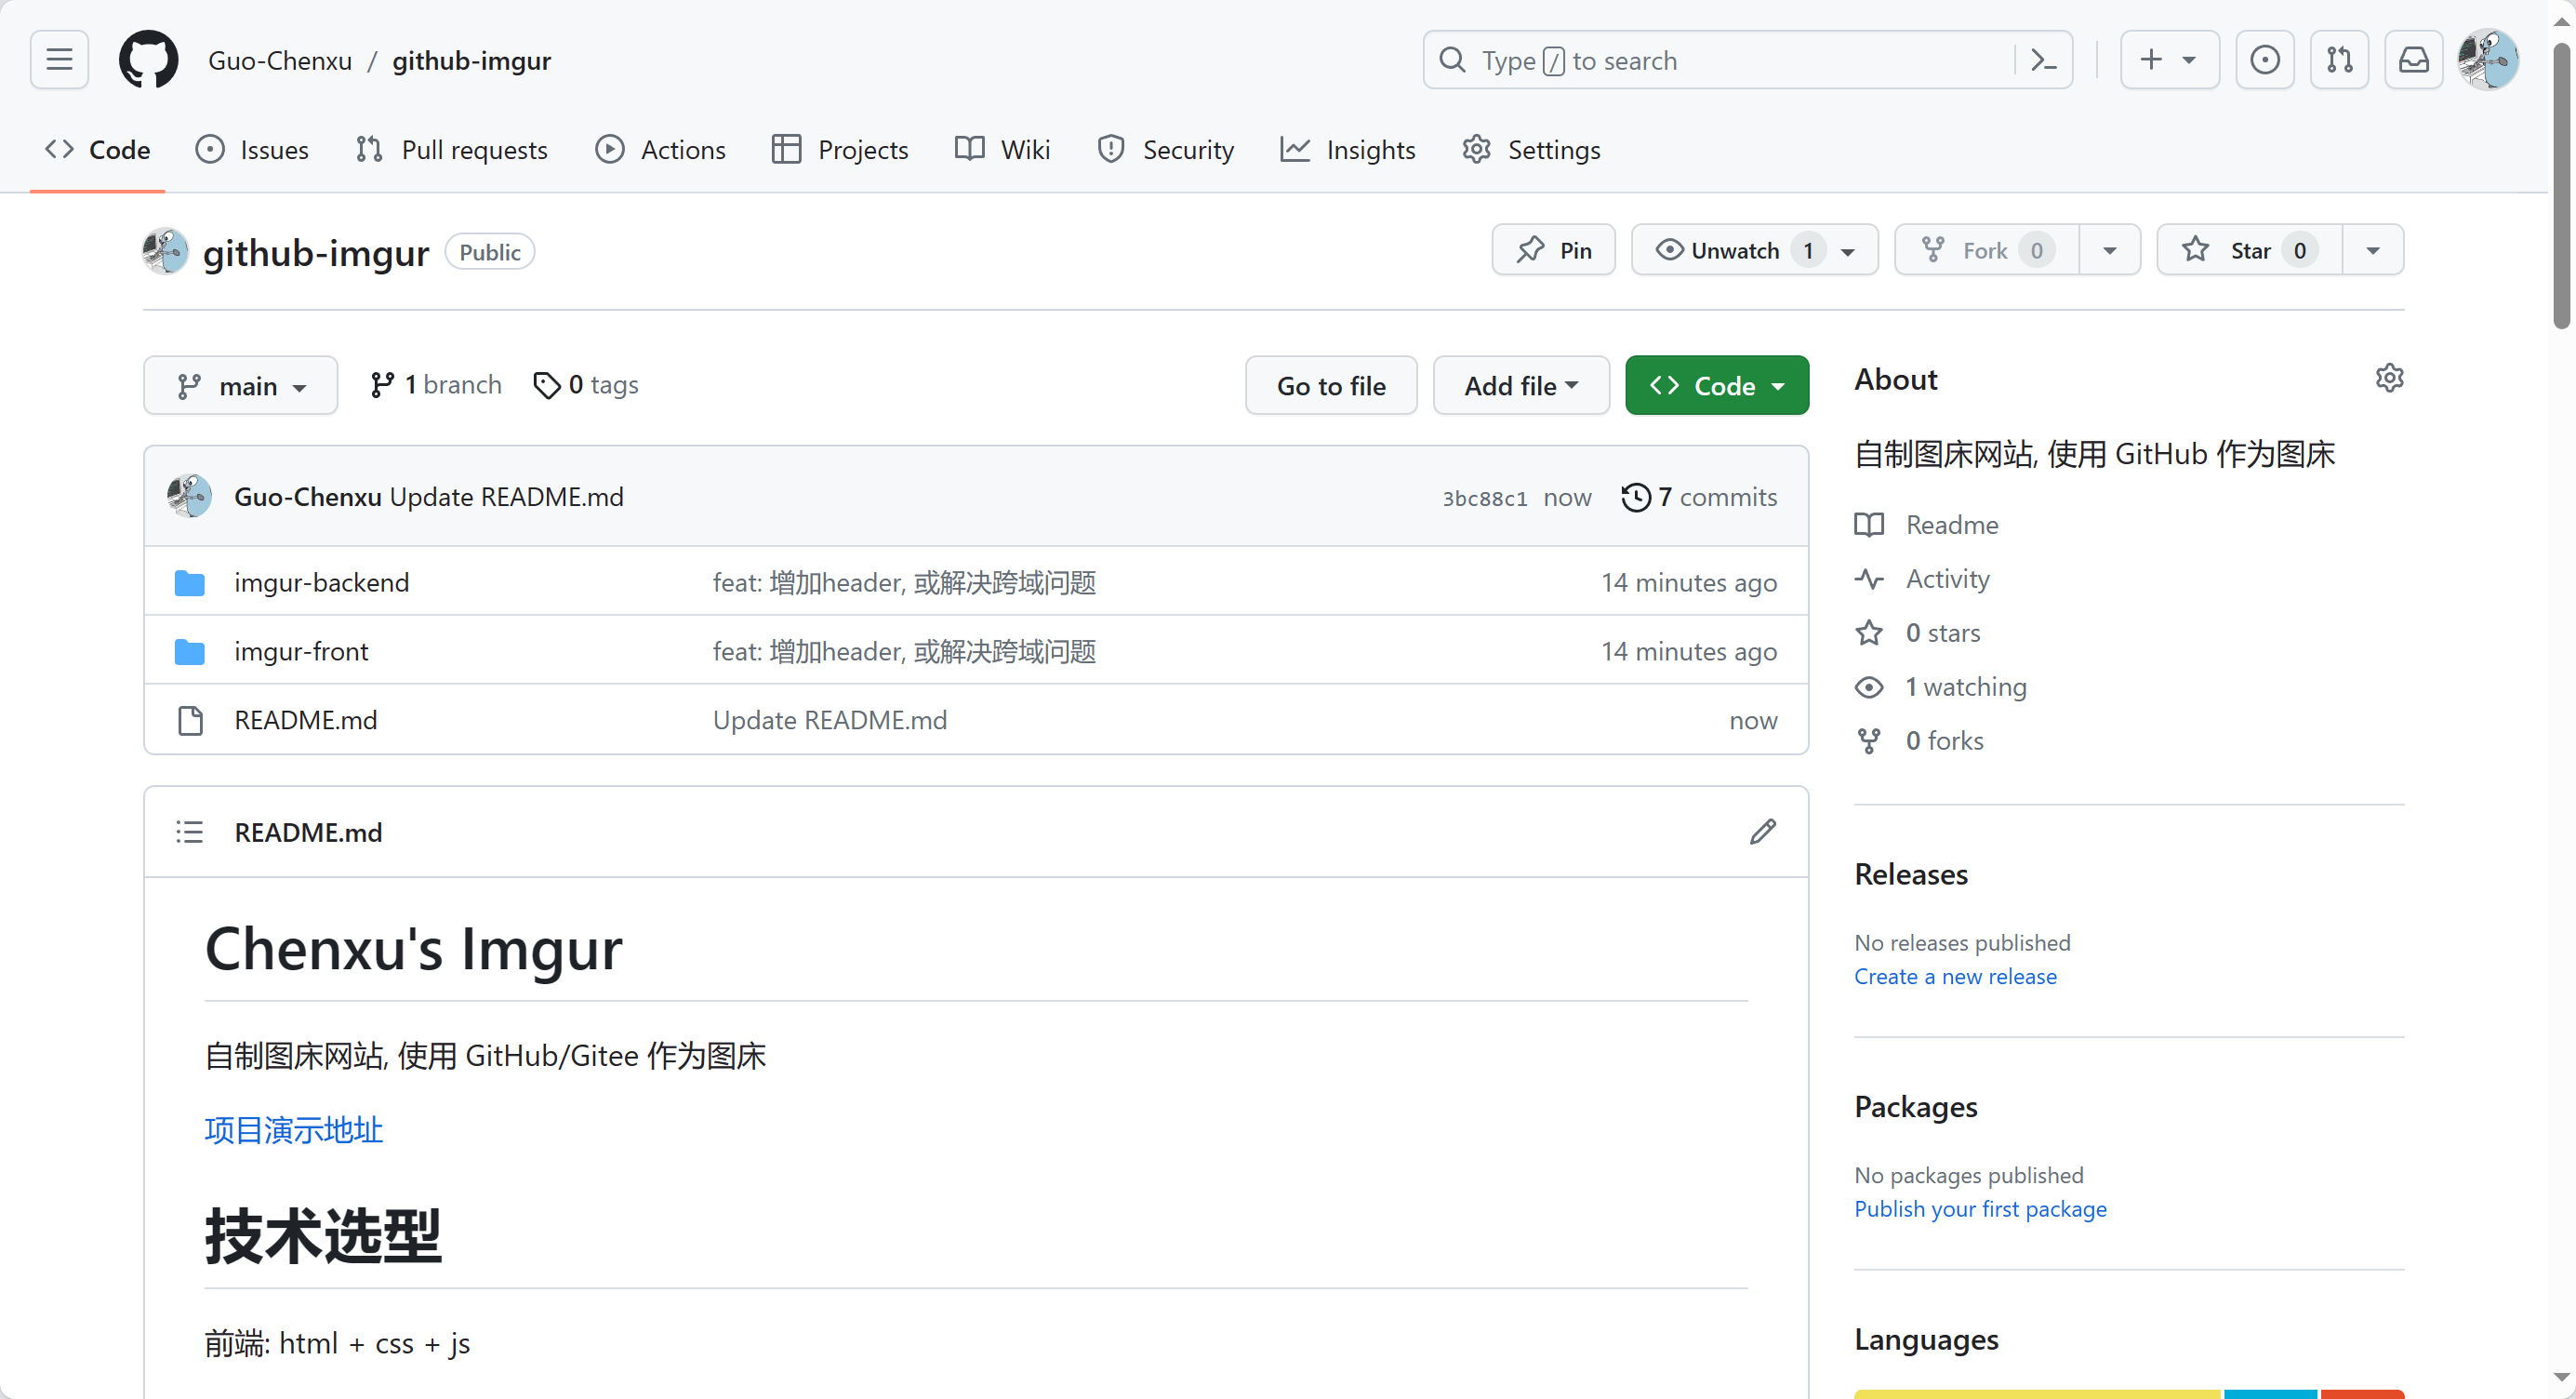 Guo-Chenxu / github-imgur
Type / to search
Code Issues Pull requests Actions Projects Wiki Security Insights Settings
github-imgur Public
Pin Unwatch 1 Fork 0 Star 0
main 1 branch 0 tags Go to file Add file Code
Guo-Chenxu Update README.md 3bc88c1 now 7 commits
imgur-backend feat: 增加header, 或解决跨域问题 14 minutes ago
imgur-front feat: 增加header, 或解决跨域问题 14 minutes ago
README.md Update README.md now
README.md
Chenxu's Imgur
自制图床网站, 使用 GitHub/Gitee 作为图床
项目演示地址
技术选型
前端: html + css + js
About
自制图床网站, 使用 GitHub 作为图床
Readme
Activity
0 stars
1 watching
0 forks
Releases
No releases published
Create a new release
Packages
No packages published
Publish your first package
Languages